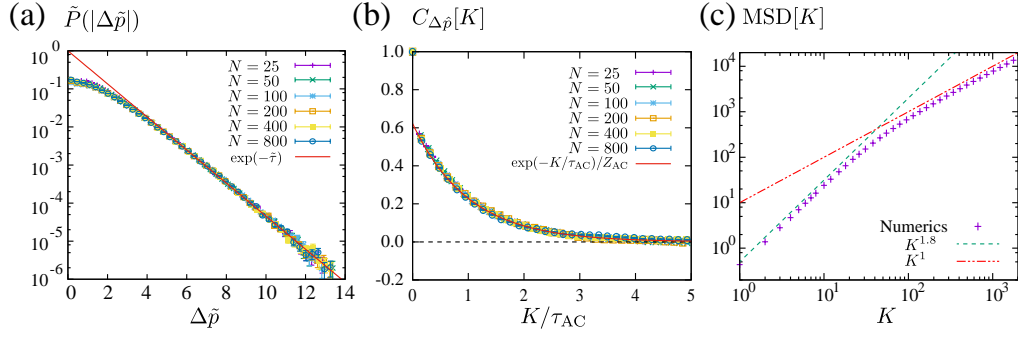 (a) P̃(|Δp̃|)
10^0
10^-1
10^-2
10^-3
10^-4
10^-5
10^-6
0 2 4 6 8 10 12 14
Δp̃
N = 25
N = 50
N = 100
N = 200
N = 400
N = 800
exp(−τ̃)
(b) C_Δp̂[K]
1.0
0.8
0.6
0.4
0.2
0.0
-0.2
0 1 2 3 4 5
K/τ_AC
N = 25
N = 50
N = 100
N = 200
N = 400
N = 800
exp(−K/τ_AC)/Z_AC
(c) MSD[K]
10^4
10^3
10^2
10^1
10^0
10^0 10^1 10^2 10^3
K
Numerics
K^1.8
K^1